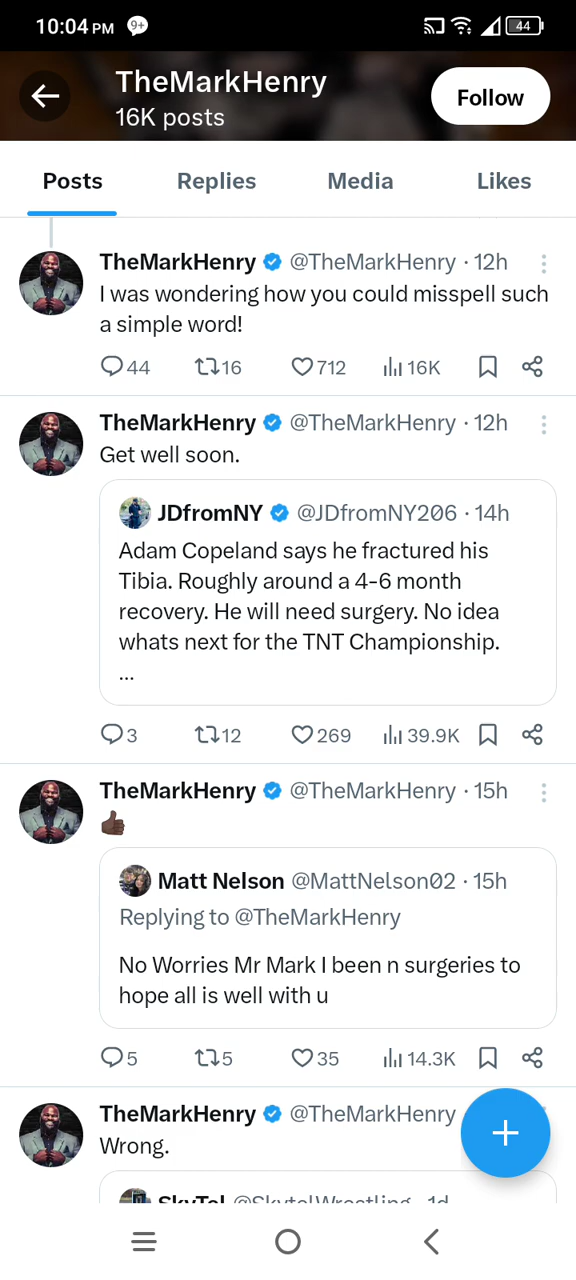 10:04 PM 9+ 44
TheMarkHenry
16K posts
Follow
Posts Replies Media Likes
TheMarkHenry @TheMarkHenry · 12h
I was wondering how you could misspell such
a simple word!
44 16 712 16K
TheMarkHenry @TheMarkHenry · 12h
Get well soon.
JDfromNY @JDfromNY206 · 14h
Adam Copeland says he fractured his
Tibia. Roughly around a 4-6 month
recovery. He will need surgery. No idea
whats next for the TNT Championship.
...
3 12 269 39.9K
TheMarkHenry @TheMarkHenry · 15h
👍🏿
Matt Nelson @MattNelson02 · 15h
Replying to @TheMarkHenry
No Worries Mr Mark I been n surgeries to
hope all is well with u
5 5 35 14.3K
TheMarkHenry @TheMarkHenry
Wrong.
SkyTel @SkytelWrestling · 1d